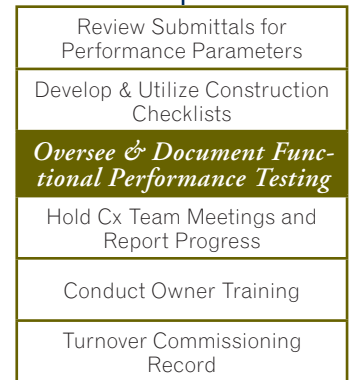 Review Submittals for
Performance Parameters
Develop & Utilize Construction
Checklists
Oversee & Document Func-
tional Performance Testing
Hold Cx Team Meetings and
Report Progress
Conduct Owner Training
Turnover Commissioning
Record